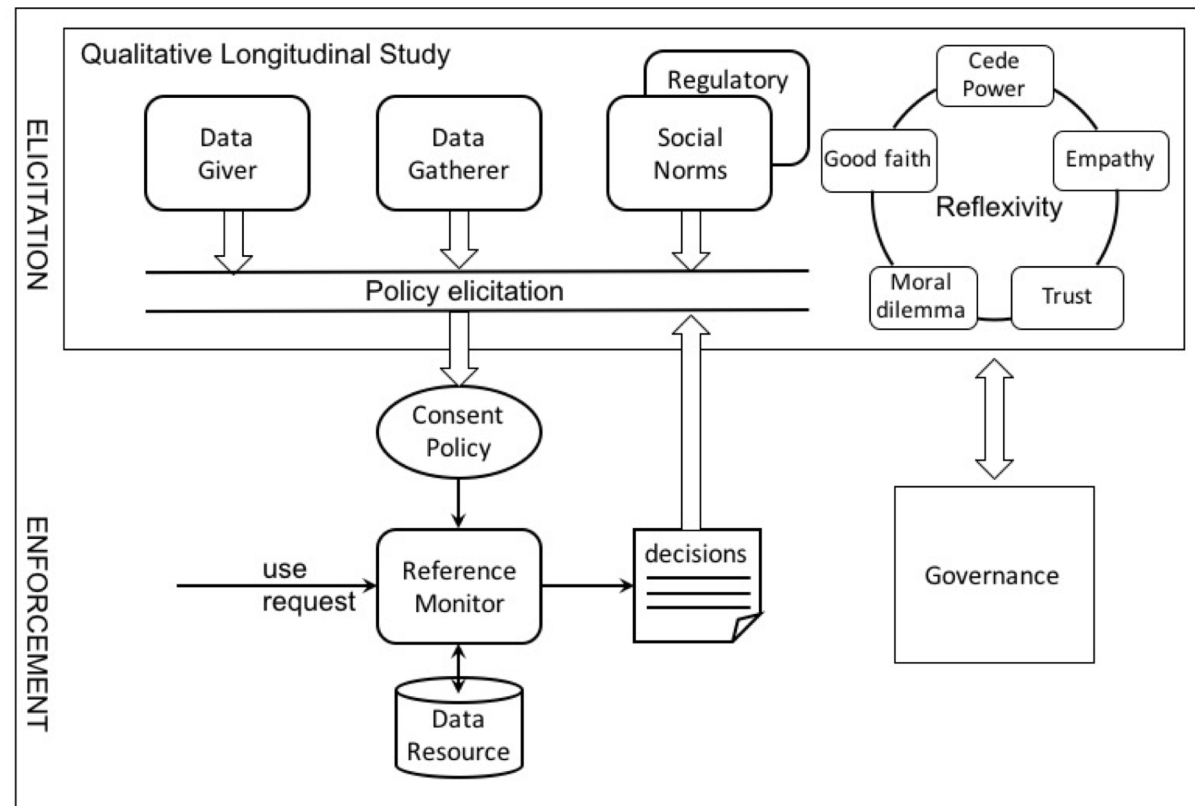 Qualitative Longitudinal Study
ELICITATION
Data
Giver
Data
Gatherer
Regulatory
Social
Norms
Cede
Power
Good faith
Empathy
Reflexivity
Moral
dilemma
Trust
Policy elicitation
ENFORCEMENT
Consent
Policy
use
request
Reference
Monitor
decisions
Governance
Data
Resource